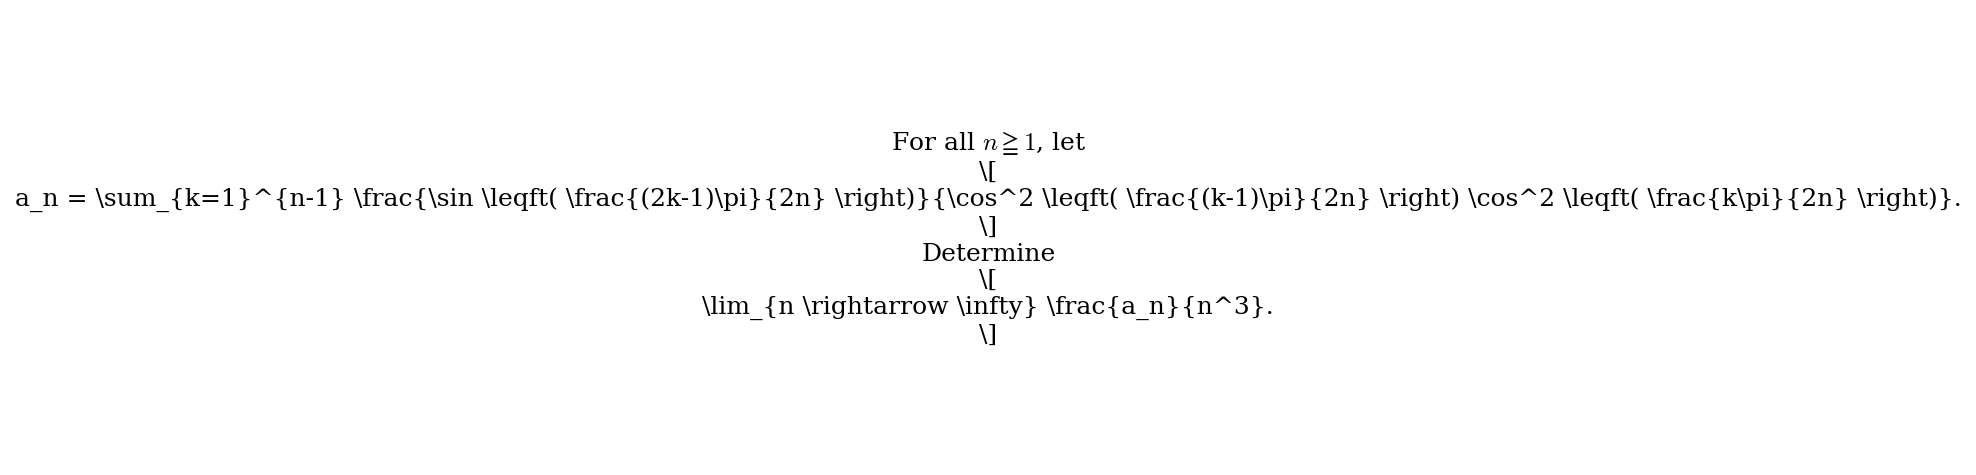 For all $n \geqq 1$, let
\[
a_n = \sum_{k=1}^{n-1} \frac{\sin \leqft( \frac{(2k-1)\pi}{2n} \right)}{\cos^2 \leqft( \frac{(k-1)\pi}{2n} \right) \cos^2 \leqft( \frac{k\pi}{2n} \right)}.
\]
Determine
\[
\lim_{n \rightarrow \infty} \frac{a_n}{n^3}.
\]